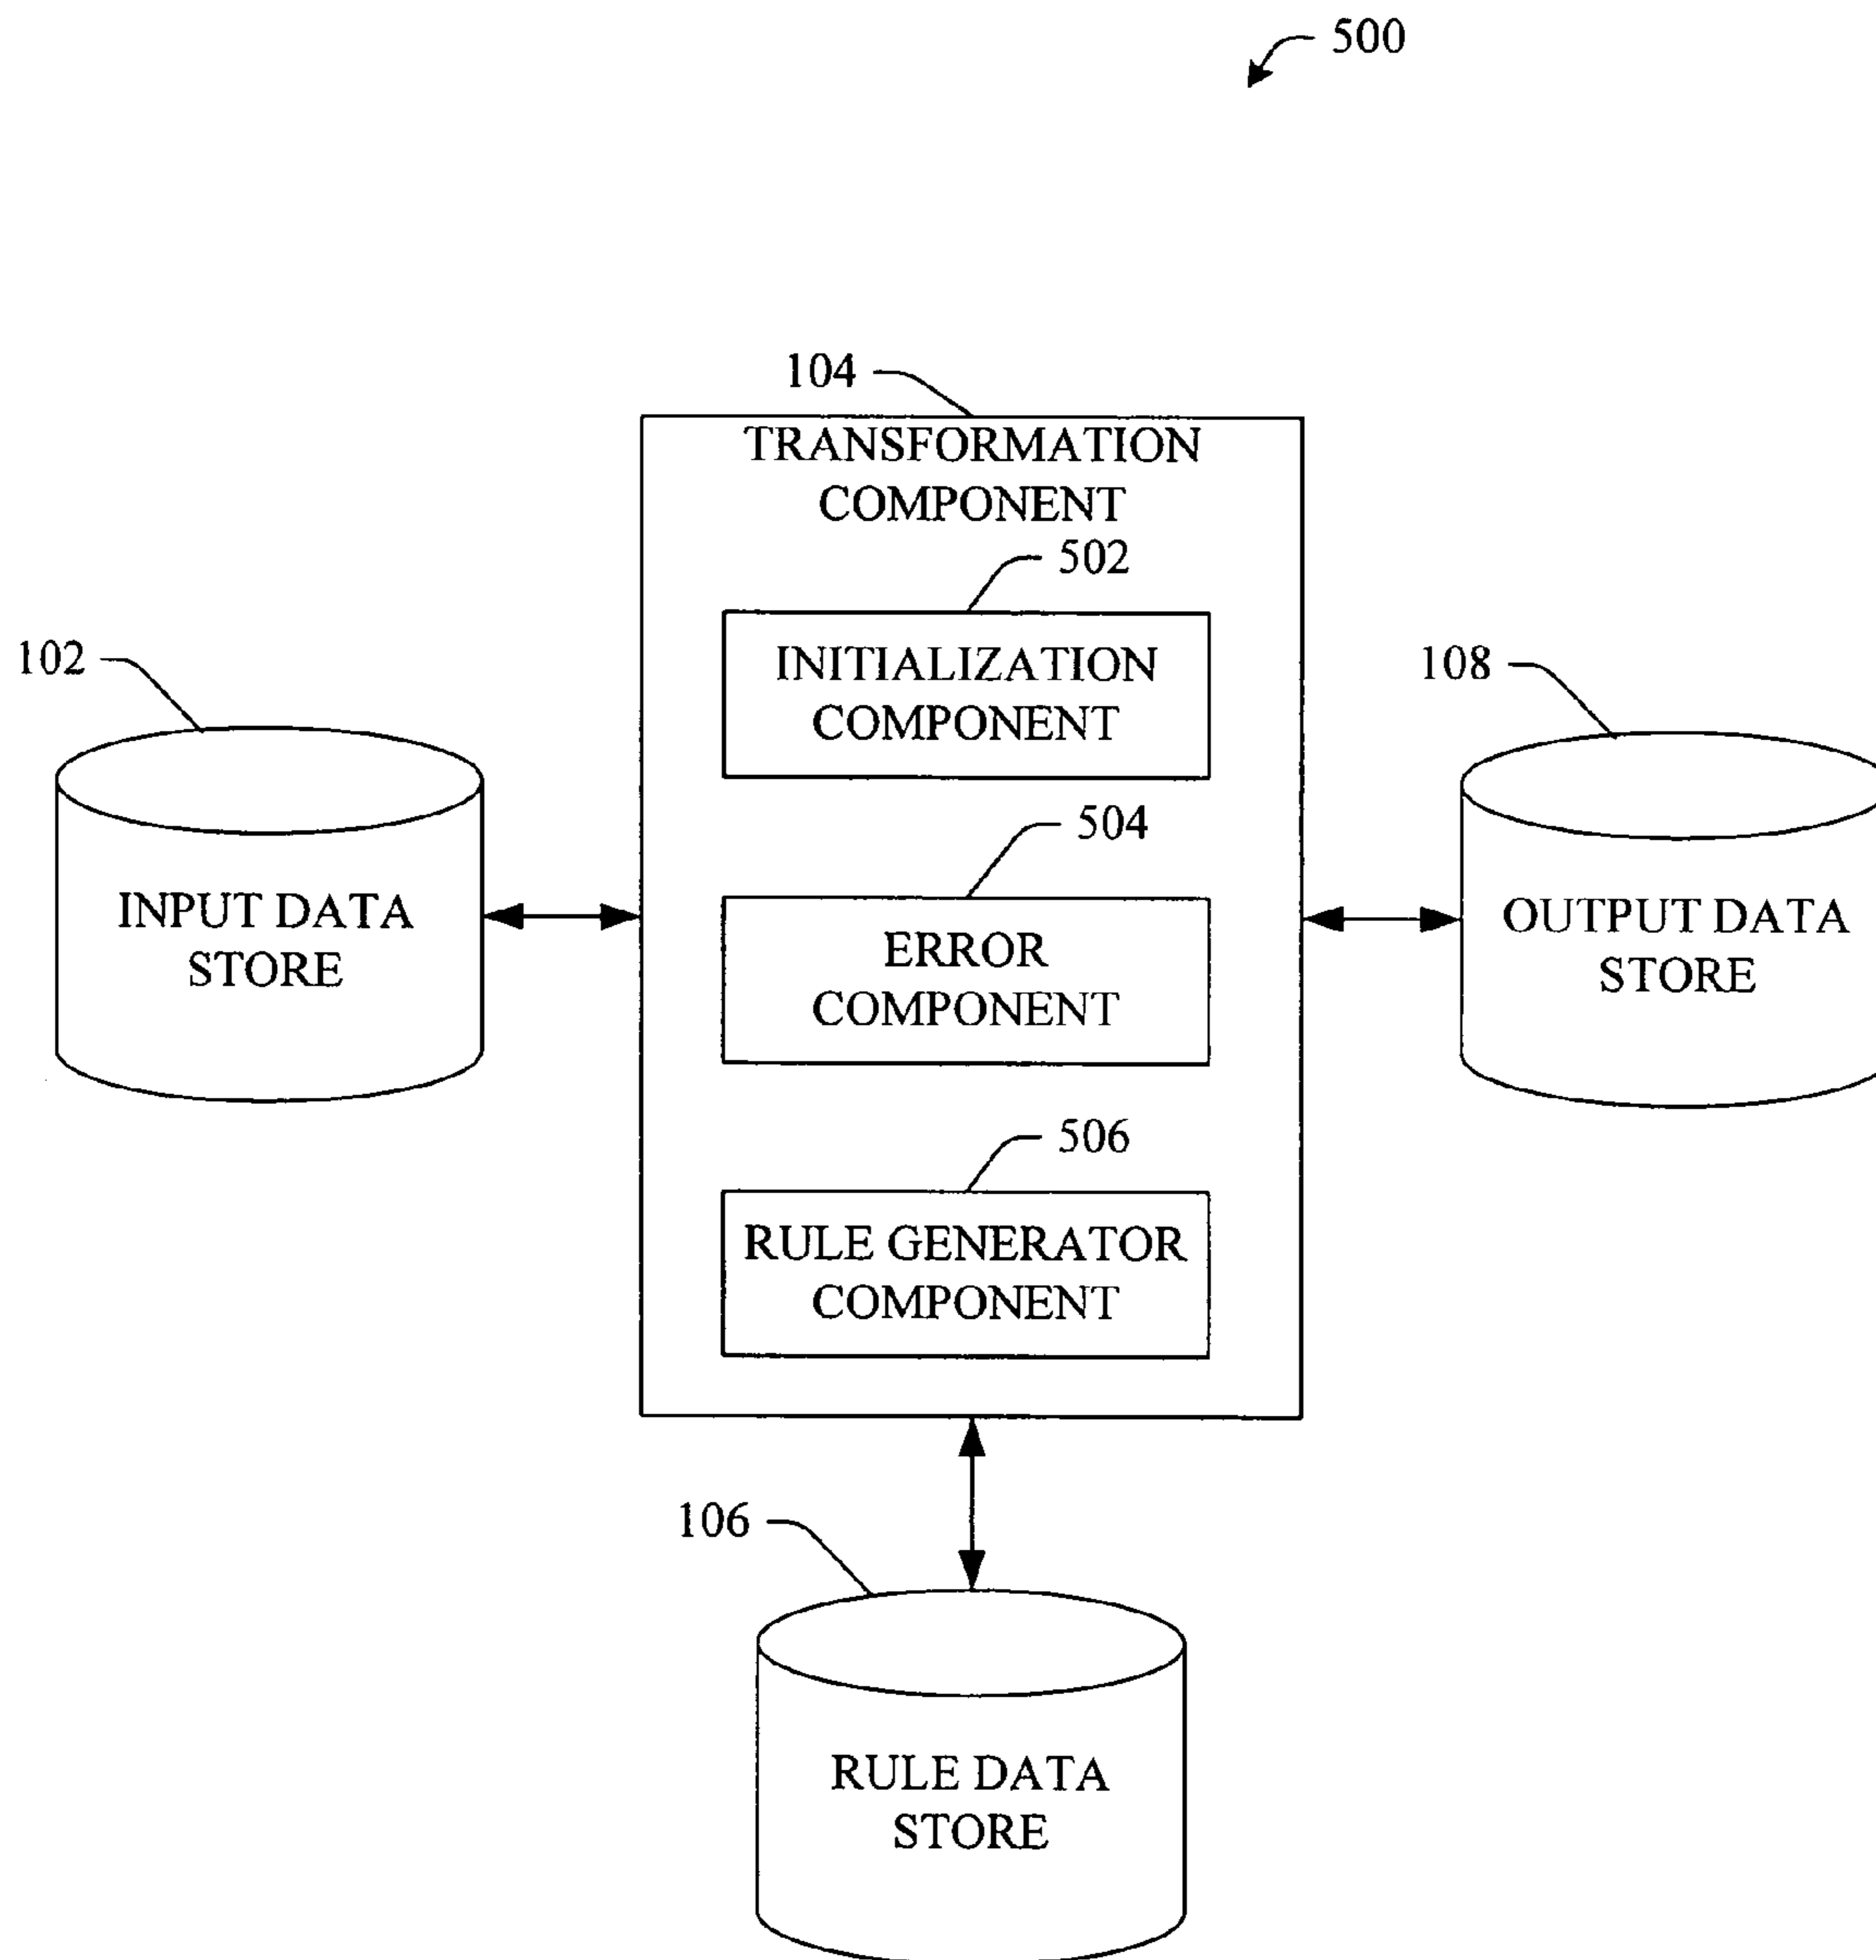 500
104
TRANSFORMATION
COMPONENT
502
INITIALIZATION
COMPONENT
102
108
504
INPUT DATA
STORE
ERROR
COMPONENT
OUTPUT DATA
STORE
506
RULE GENERATOR
COMPONENT
106
RULE DATA
STORE